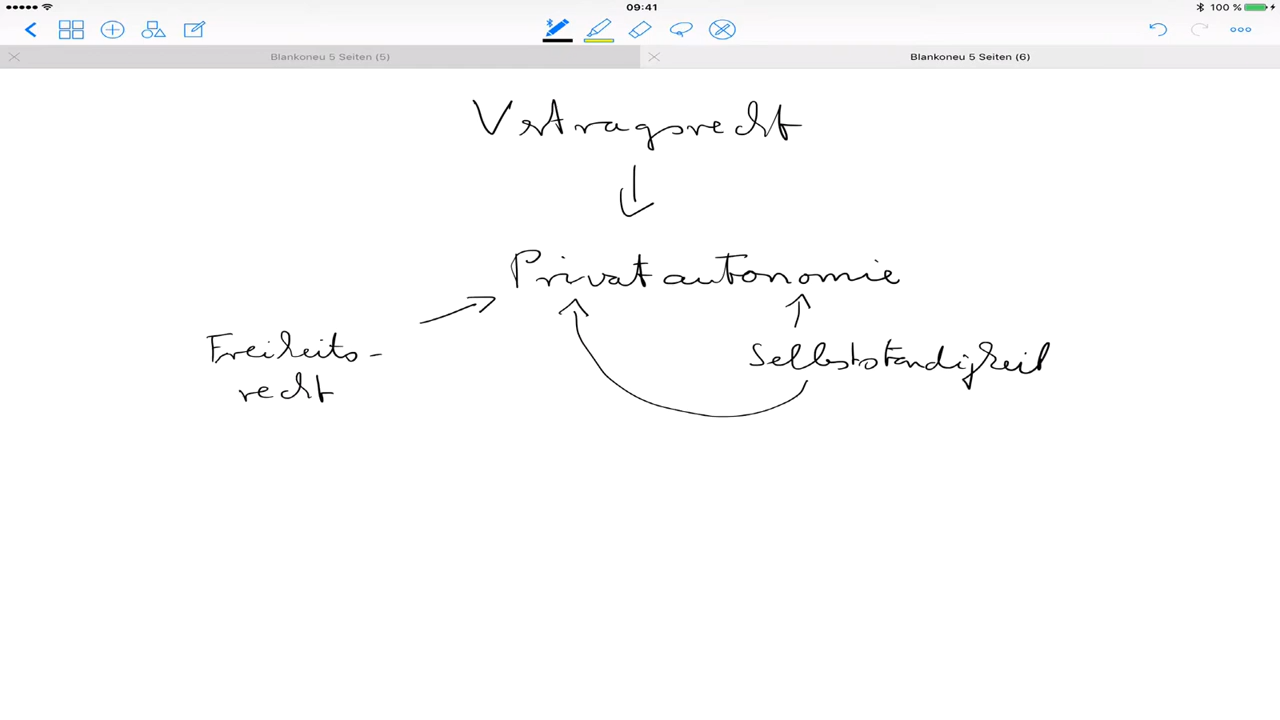 09:41
100 %
Blankoneu 5 Seiten (5)
Blankoneu 5 Seiten (6)
Vertragsrecht
Privatautonomie
Freiheits-
recht
Selbstständigkeit